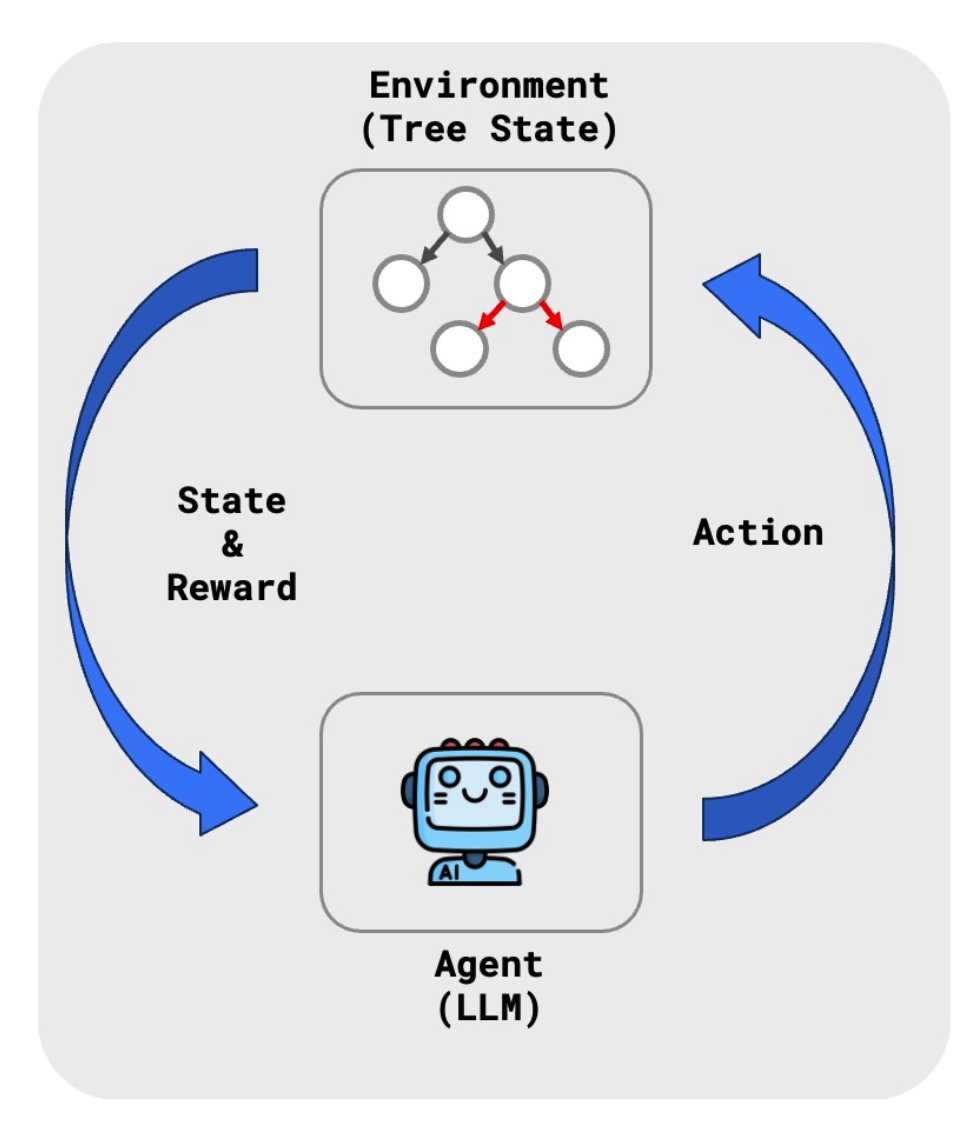 Environment
(Tree State)
State
&
Reward
Action
AI
Agent
(LLM)